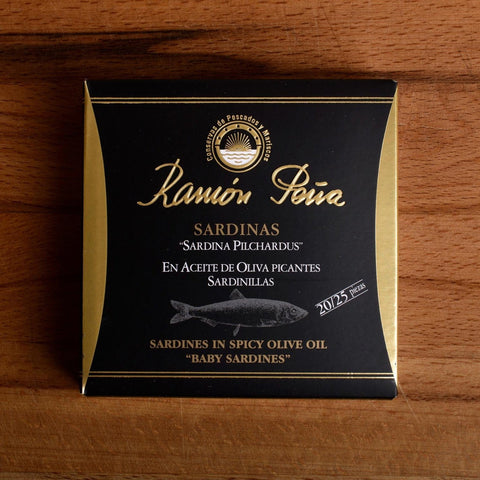 Conservas de Pescados y Mariscos
Ramón Peña
SARDINAS
"SARDINA PILCHARDUS"
EN ACEITE DE OLIVA PICANTES
SARDINILLAS
20/25 piezas
SARDINES IN SPICY OLIVE OIL
"BABY SARDINES"